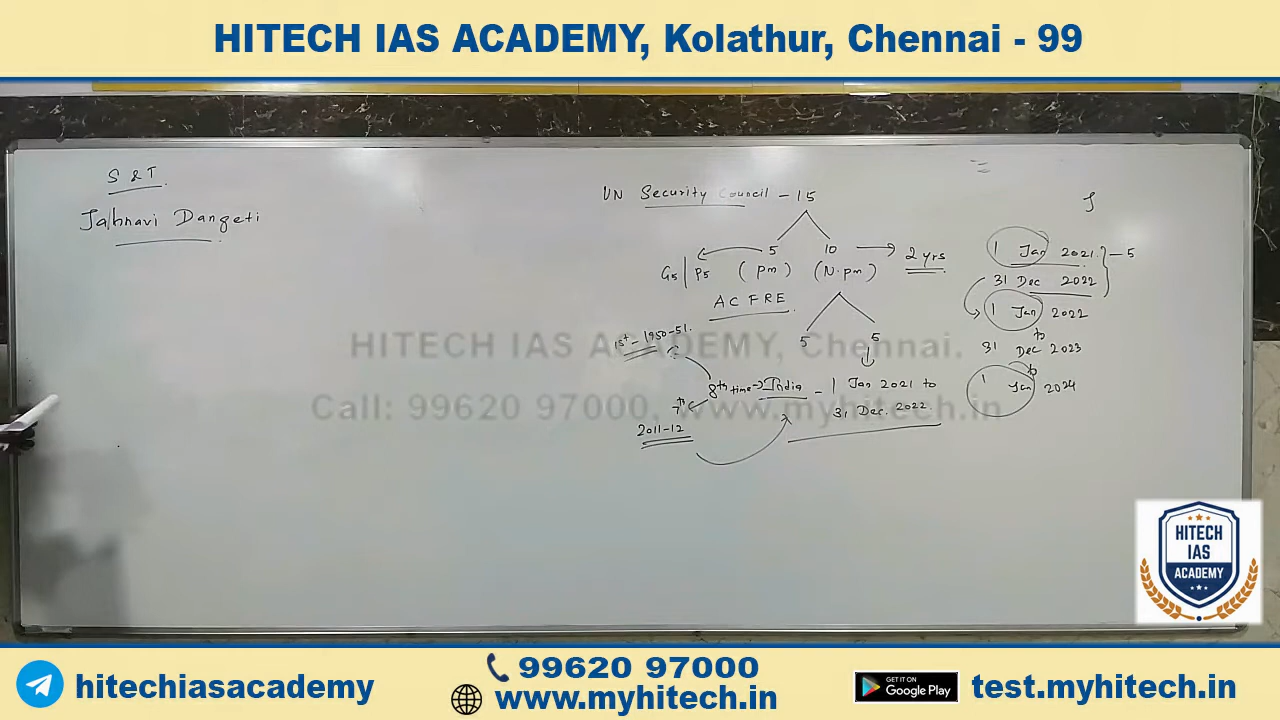 HITECH IAS ACADEMY, Kolathur, Chennai - 99
S & T
Jahnavi Dangeti
UN Security Council - 15
5 10 2 yrs
G5 | P5 (Pm) (N.pm)
ACFRE
5 5
1st - 1950-51.
8th time → India - 1 Jan 2021 to
31 Dec. 2022.
7th
2011-12
1 Jan 2021 - 5
31 Dec 2022
1 Jan 2022
to
31 Dec 2023
to
1 Jan 2024
HITECH IAS ACADEMY, Chennai.
Call: 99620 97000, www.myhitech.in
HITECH
IAS
ACADEMY
hitechiasacademy
99620 97000
www.myhitech.in
GET IT ON
Google Play
test.myhitech.in